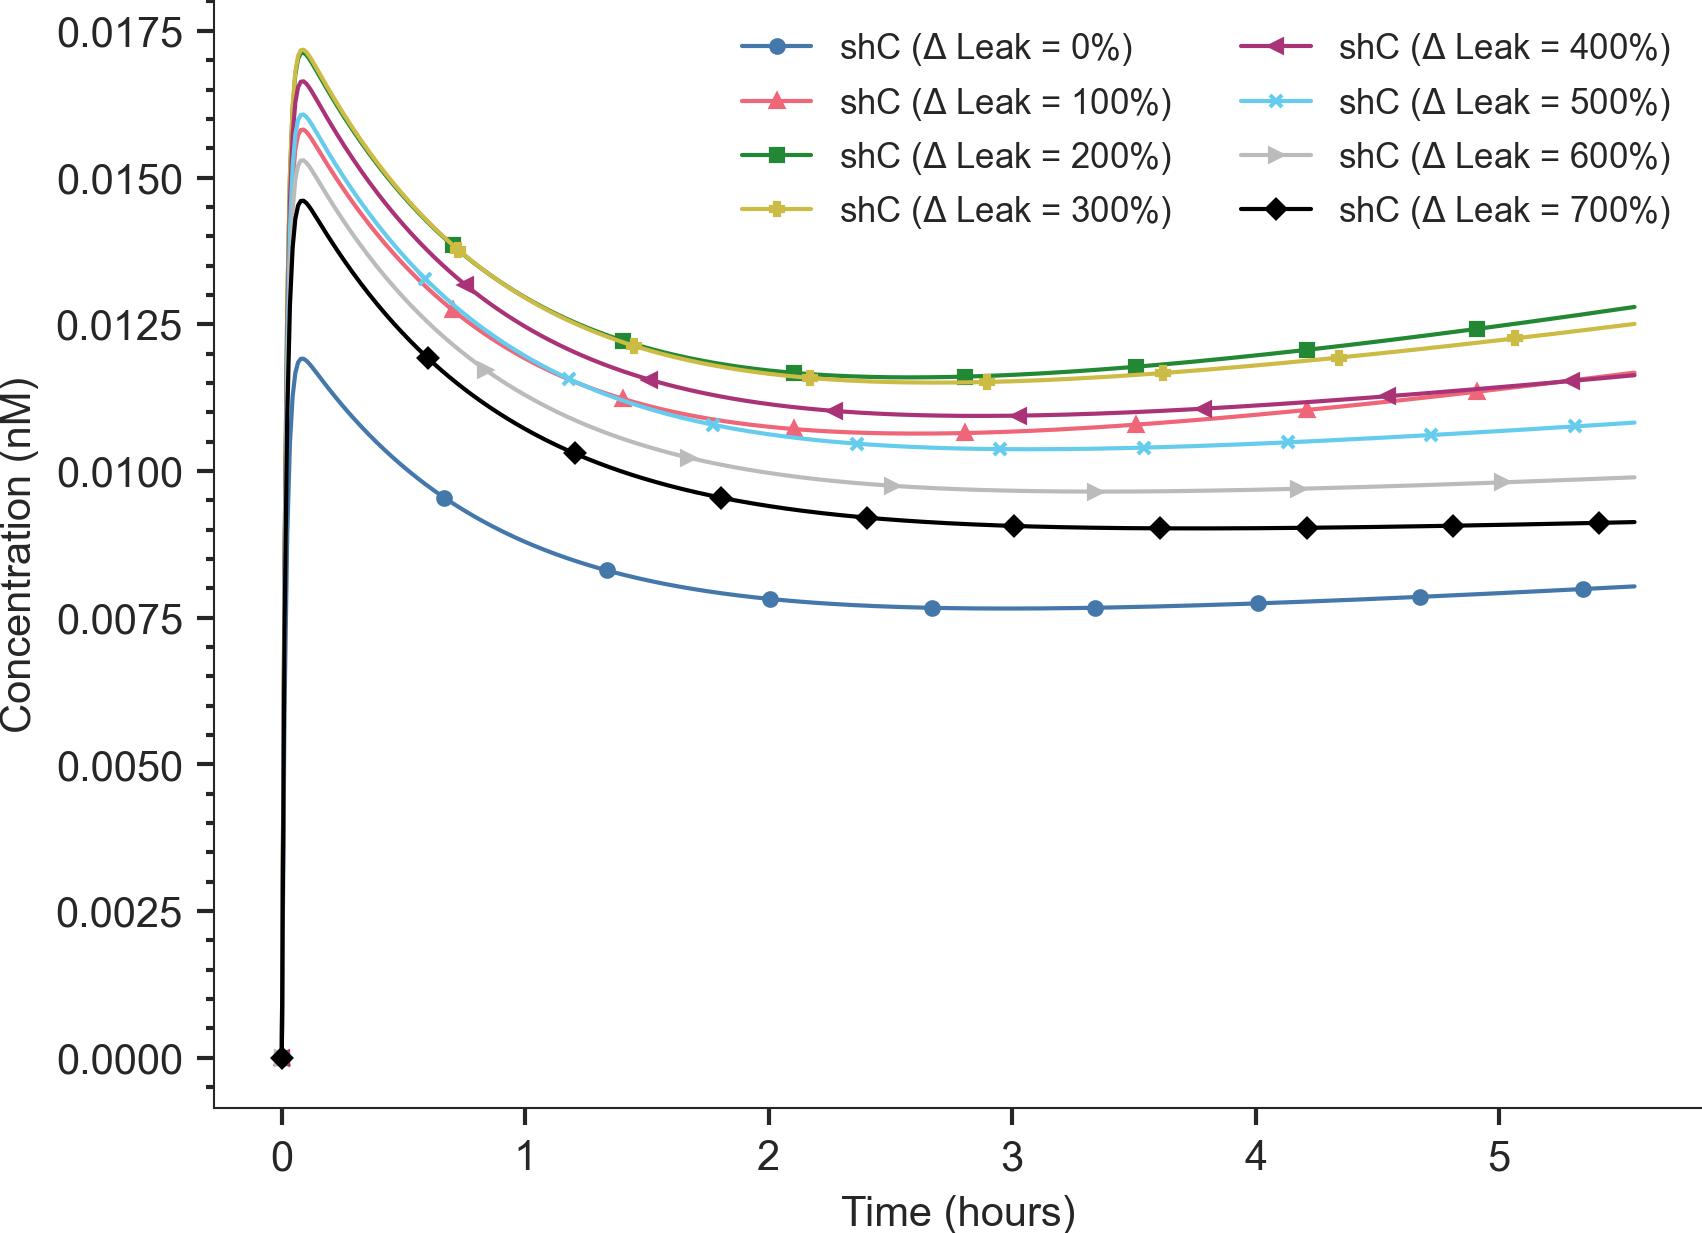 0.0175
0.0150
0.0125
0.0100
0.0075
0.0050
0.0025
0.0000
Concentration (nM)
shC (Δ Leak = 0%)
shC (Δ Leak = 100%)
shC (Δ Leak = 200%)
shC (Δ Leak = 300%)
shC (Δ Leak = 400%)
shC (Δ Leak = 500%)
shC (Δ Leak = 600%)
shC (Δ Leak = 700%)
0 1 2 3 4 5
Time (hours)